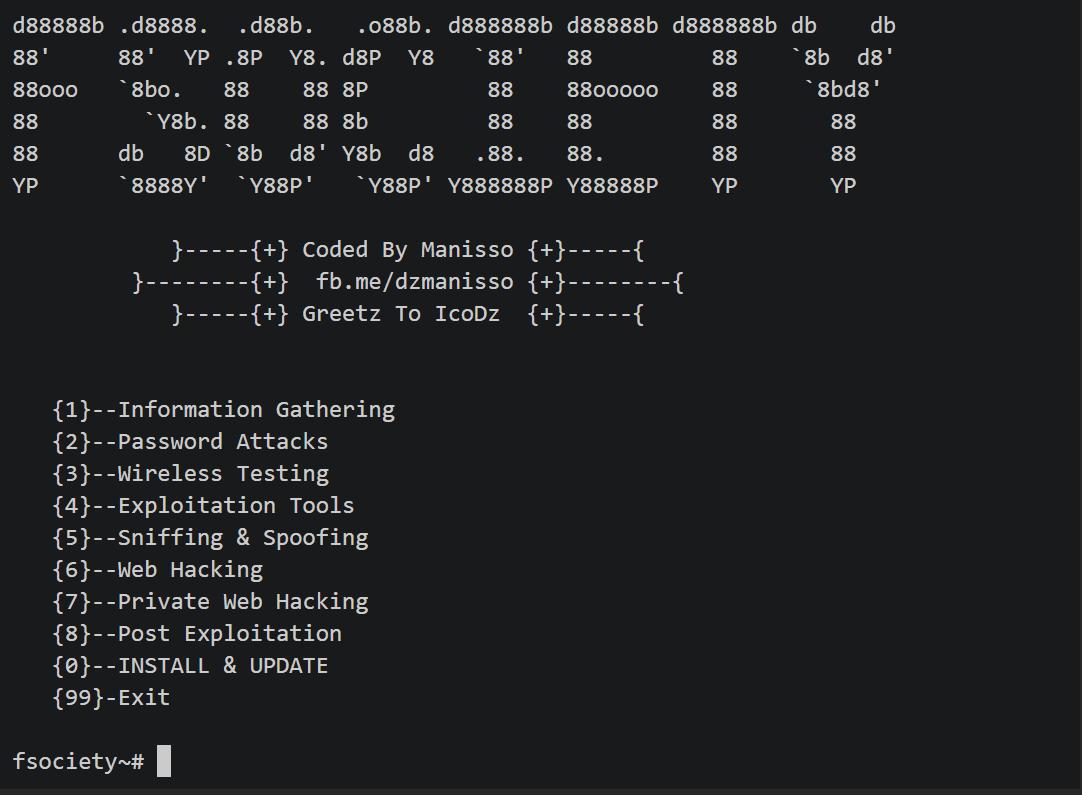 d88888b .d8888.  .d88b.   .o88b. d888888b d88888b d888888b db    db
88'     88'  YP .8P  Y8. d8P  Y8   `88'   88         88    `8b  d8'
88ooo   `8bo.   88    88 8P         88    88ooooo    88     `8bd8'
88        `Y8b. 88    88 8b         88    88         88       88
88      db   8D `8b  d8' Y8b  d8   .88.   88.        88       88
YP      `8888Y'  `Y88P'   `Y88P' Y888888P Y88888P    YP       YP
            }-----{+} Coded By Manisso {+}-----{
         }--------{+}  fb.me/dzmanisso {+}--------{
            }-----{+} Greetz To IcoDz  {+}-----{
   {1}--Information Gathering
   {2}--Password Attacks
   {3}--Wireless Testing
   {4}--Exploitation Tools
   {5}--Sniffing & Spoofing
   {6}--Web Hacking
   {7}--Private Web Hacking
   {8}--Post Exploitation
   {0}--INSTALL & UPDATE
   {99}-Exit
fsociety~#